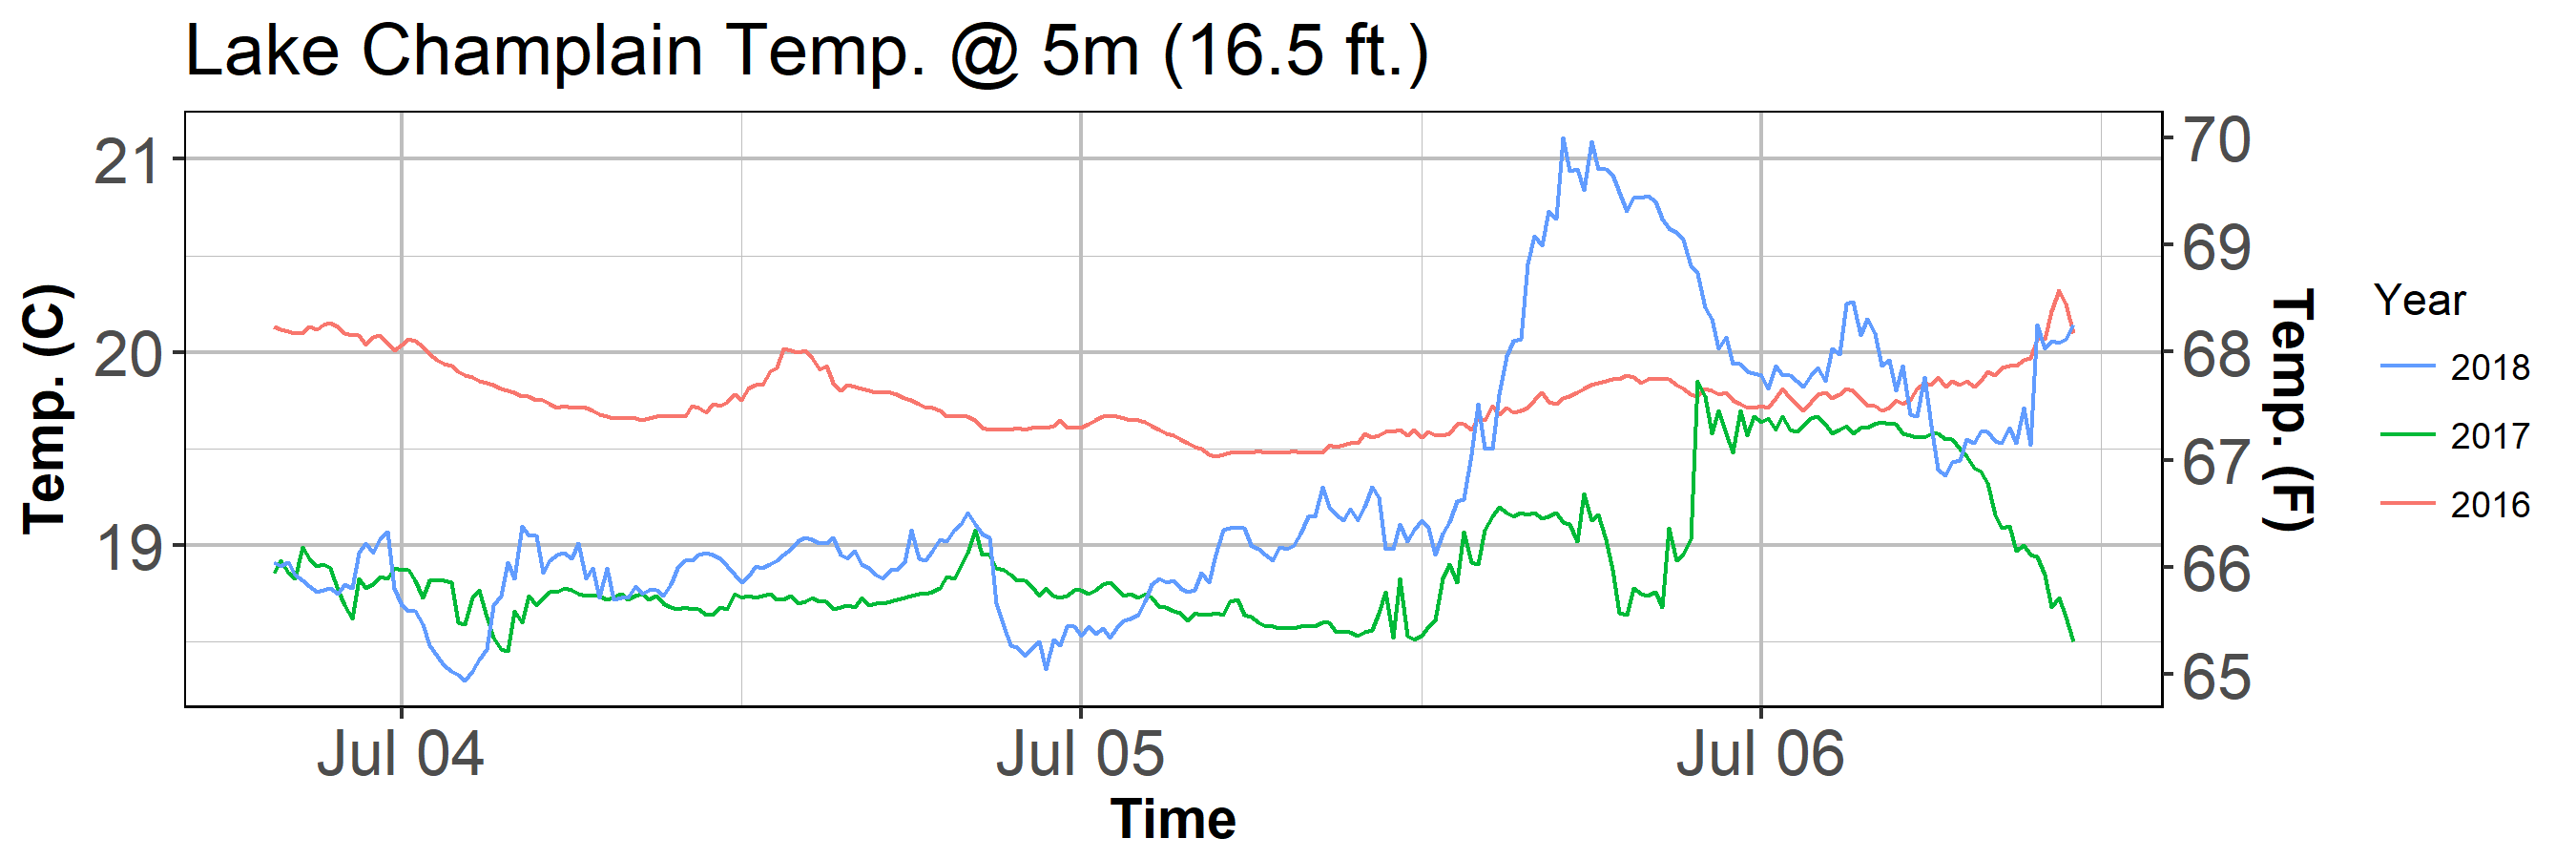 Lake Champlain Temp. @ 5m (16.5 ft.)
Temp. (C)
21
20
19
70
69
68
67
66
65
Temp. (F)
Jul 04
Jul 05
Jul 06
Time
Year
2018
2017
2016